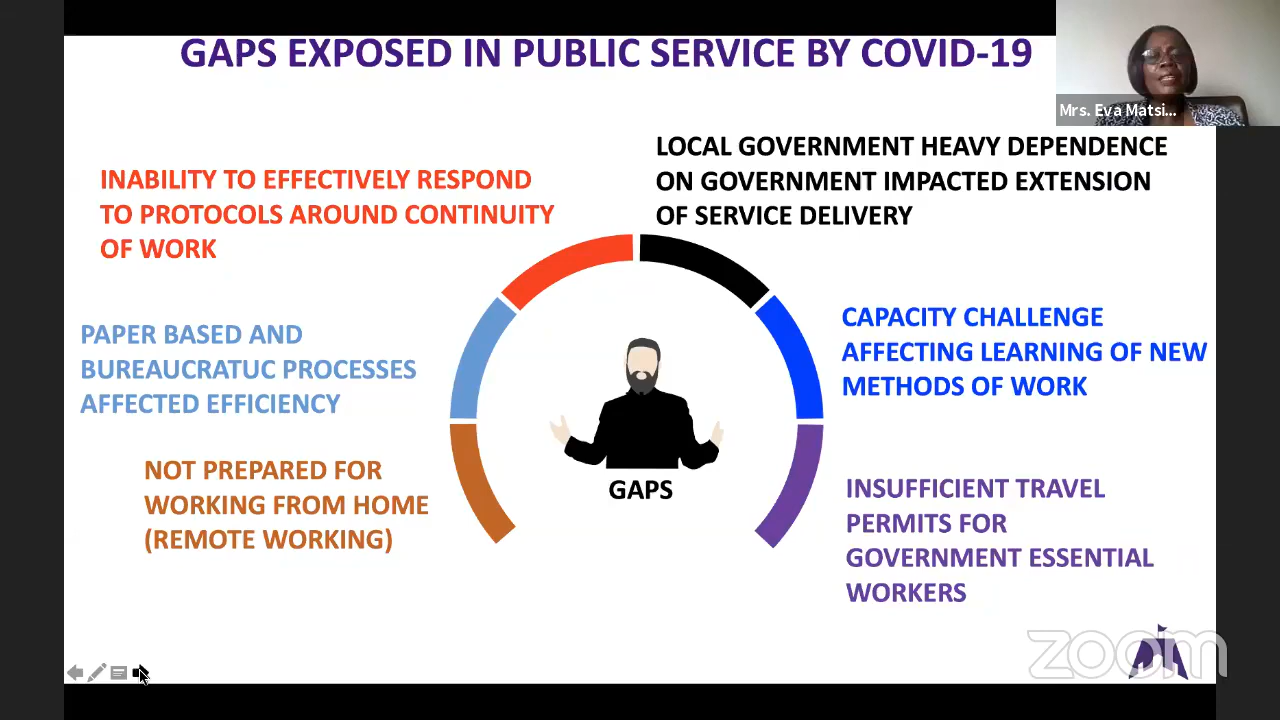 GAPS EXPOSED IN PUBLIC SERVICE BY COVID-19
Mrs. Eva Matsi...
INABILITY TO EFFECTIVELY RESPOND
TO PROTOCOLS AROUND CONTINUITY
OF WORK
LOCAL GOVERNMENT HEAVY DEPENDENCE
ON GOVERNMENT IMPACTED EXTENSION
OF SERVICE DELIVERY
PAPER BASED AND
BUREAUCRATUC PROCESSES
AFFECTED EFFICIENCY
CAPACITY CHALLENGE
AFFECTING LEARNING OF NEW
METHODS OF WORK
NOT PREPARED FOR
WORKING FROM HOME
(REMOTE WORKING)
GAPS
INSUFFICIENT TRAVEL
PERMITS FOR
GOVERNMENT ESSENTIAL
WORKERS
zoom